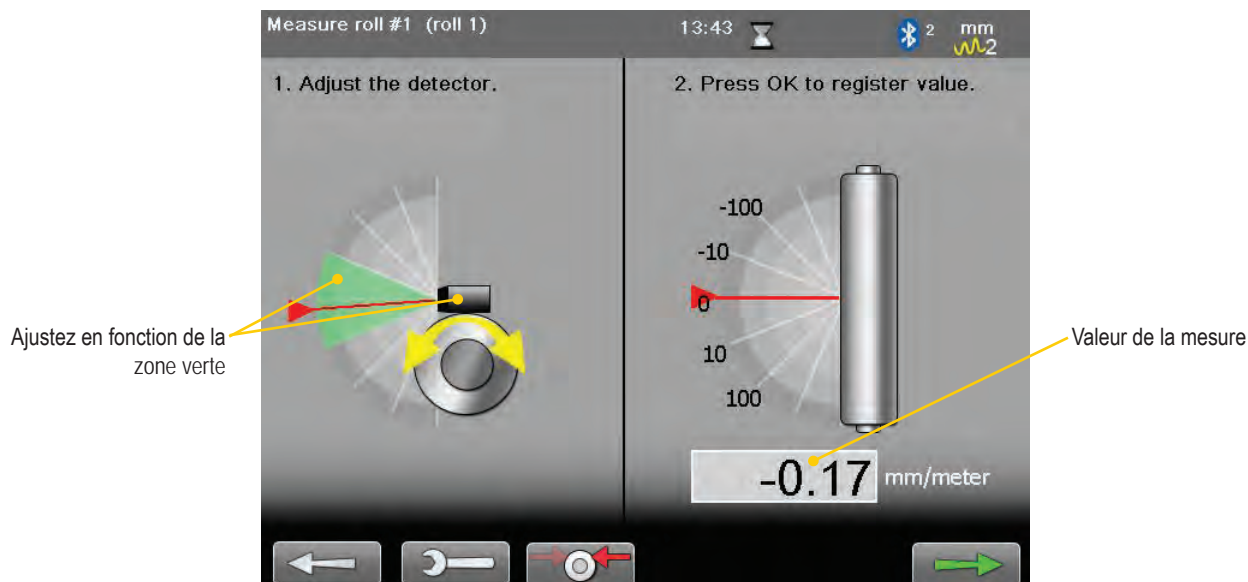 Measure roll #1 (roll 1)
13:43
2
mm
2
1. Adjust the detector.
2. Press OK to register value.
-100
-10
0
10
100
Ajustez en fonction de la
zone verte
Valeur de la mesure
-0.17 mm/meter